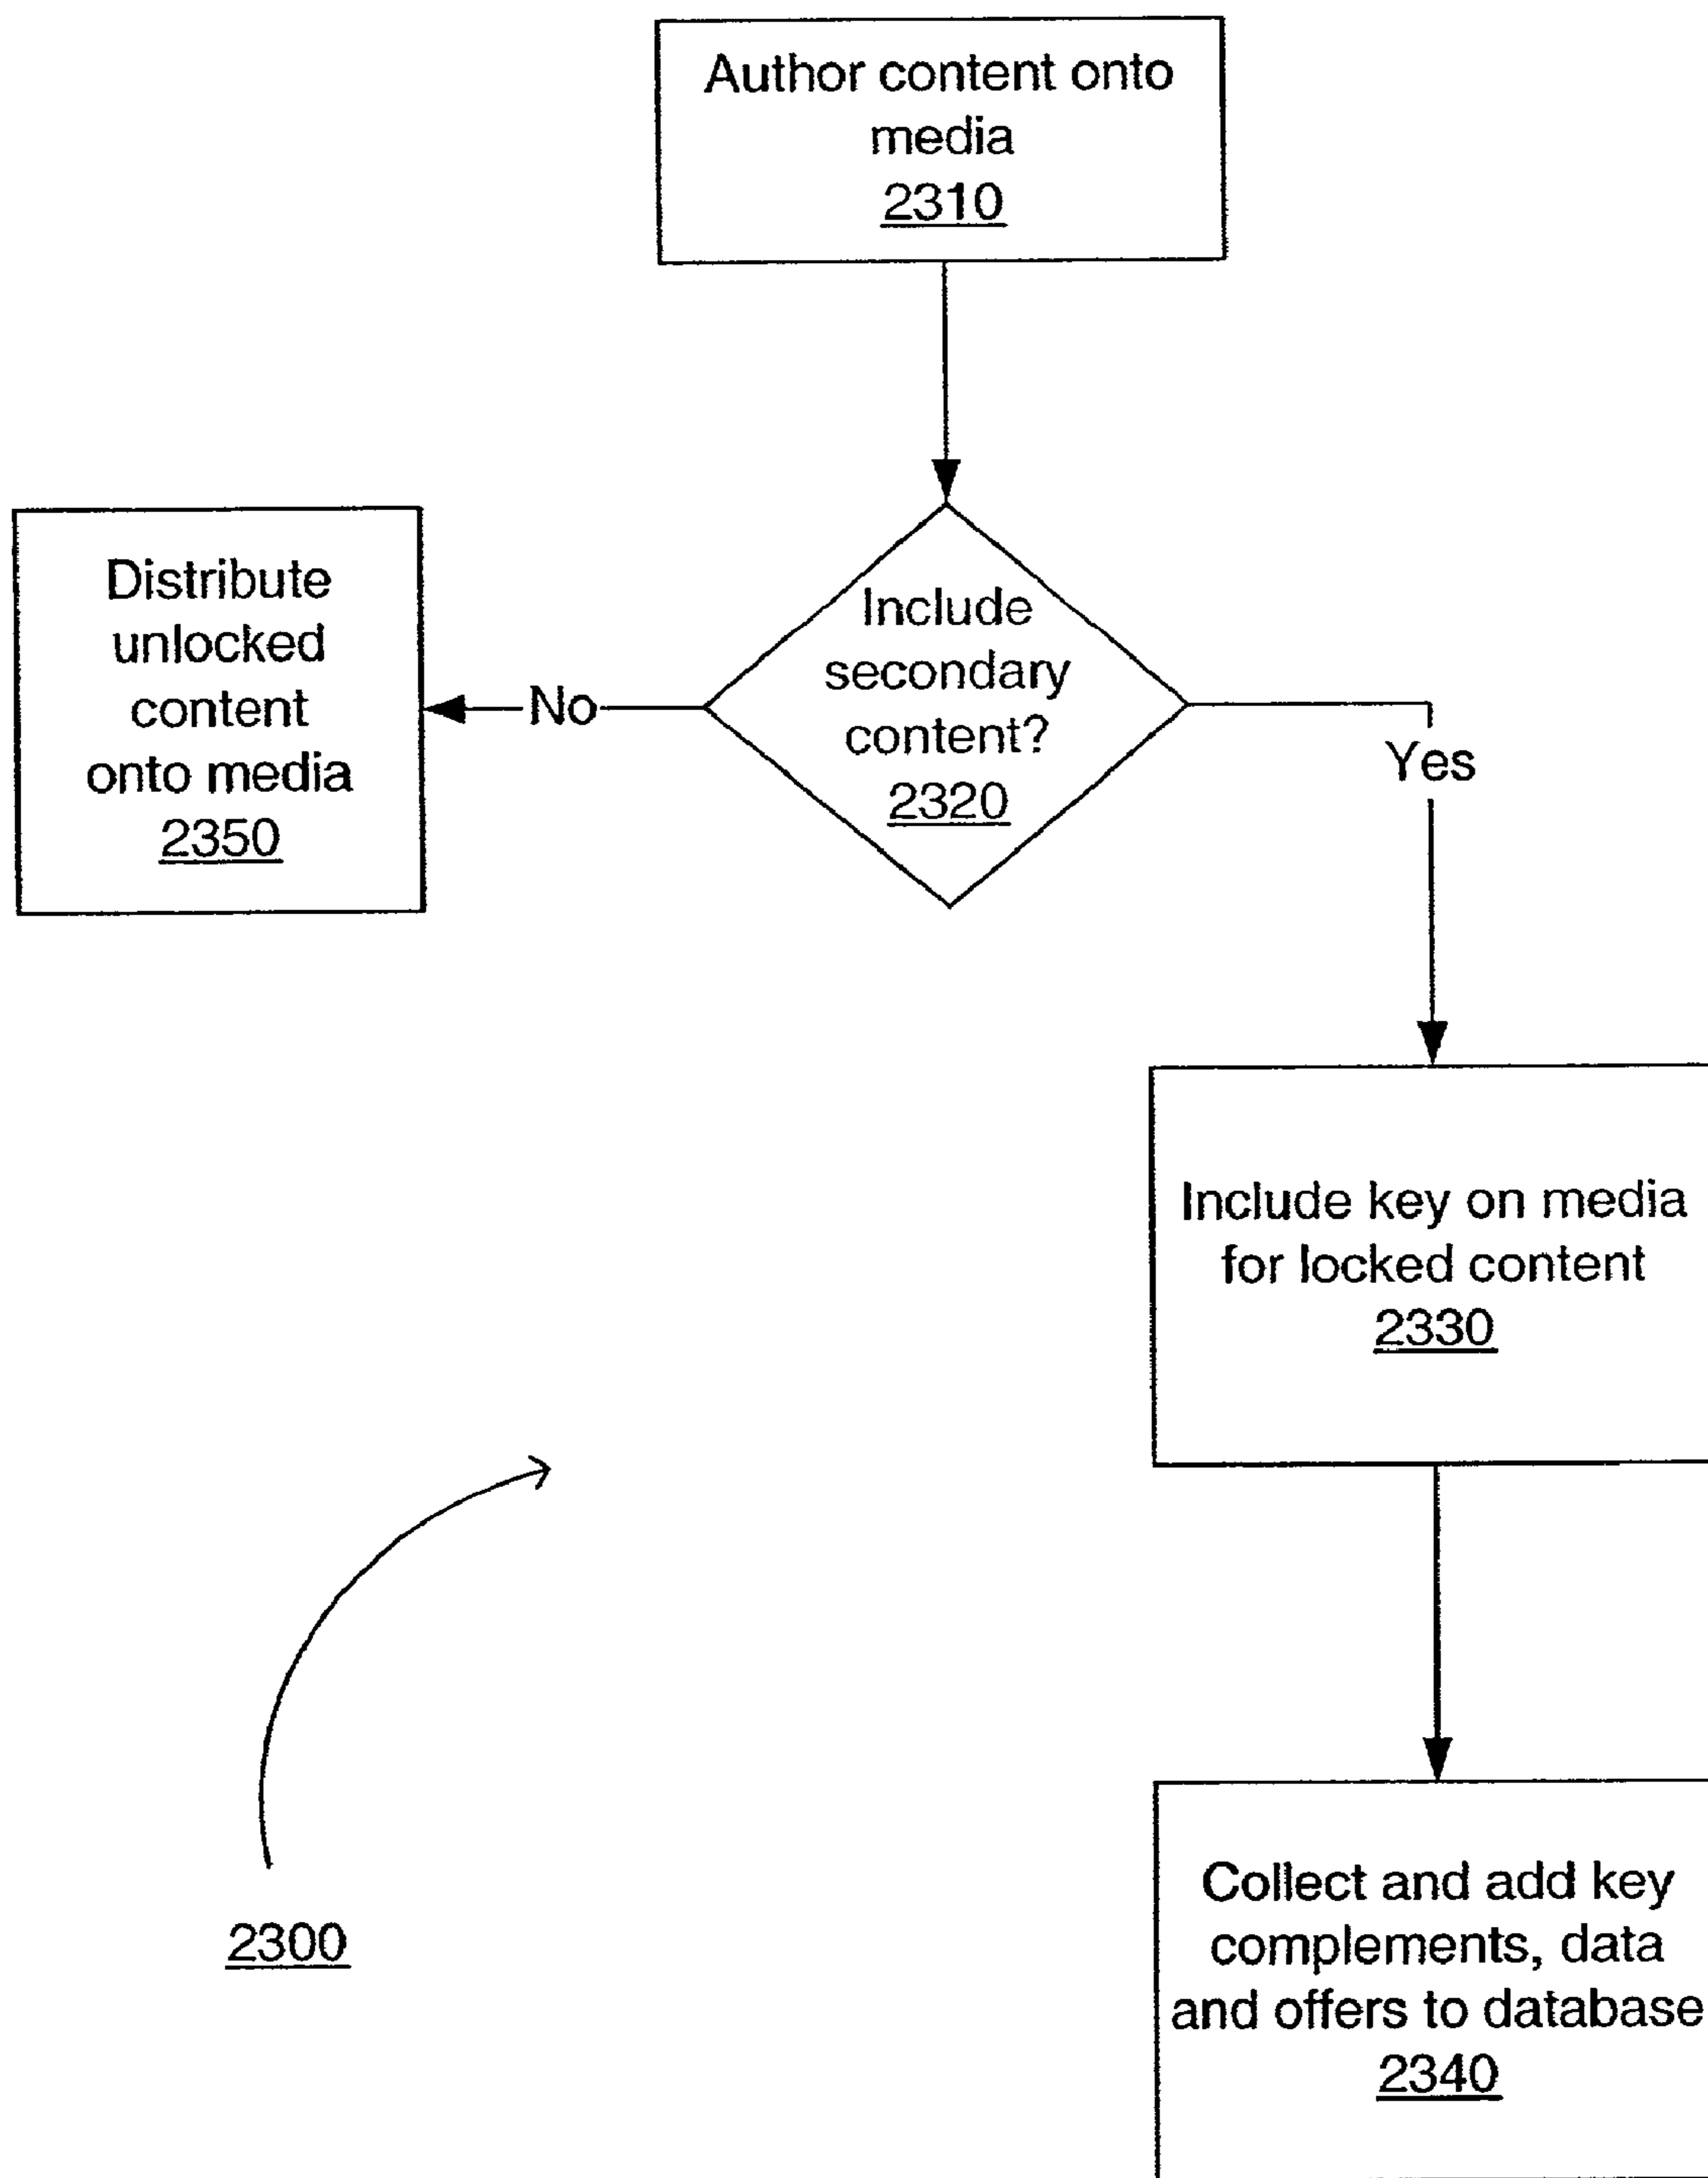 Author content onto
media
2310
Include
secondary
content?
2320
No
Yes
Distribute
unlocked
content
onto media
2350
Include key on media
for locked content
2330
Collect and add key
complements, data
and offers to database
2340
2300